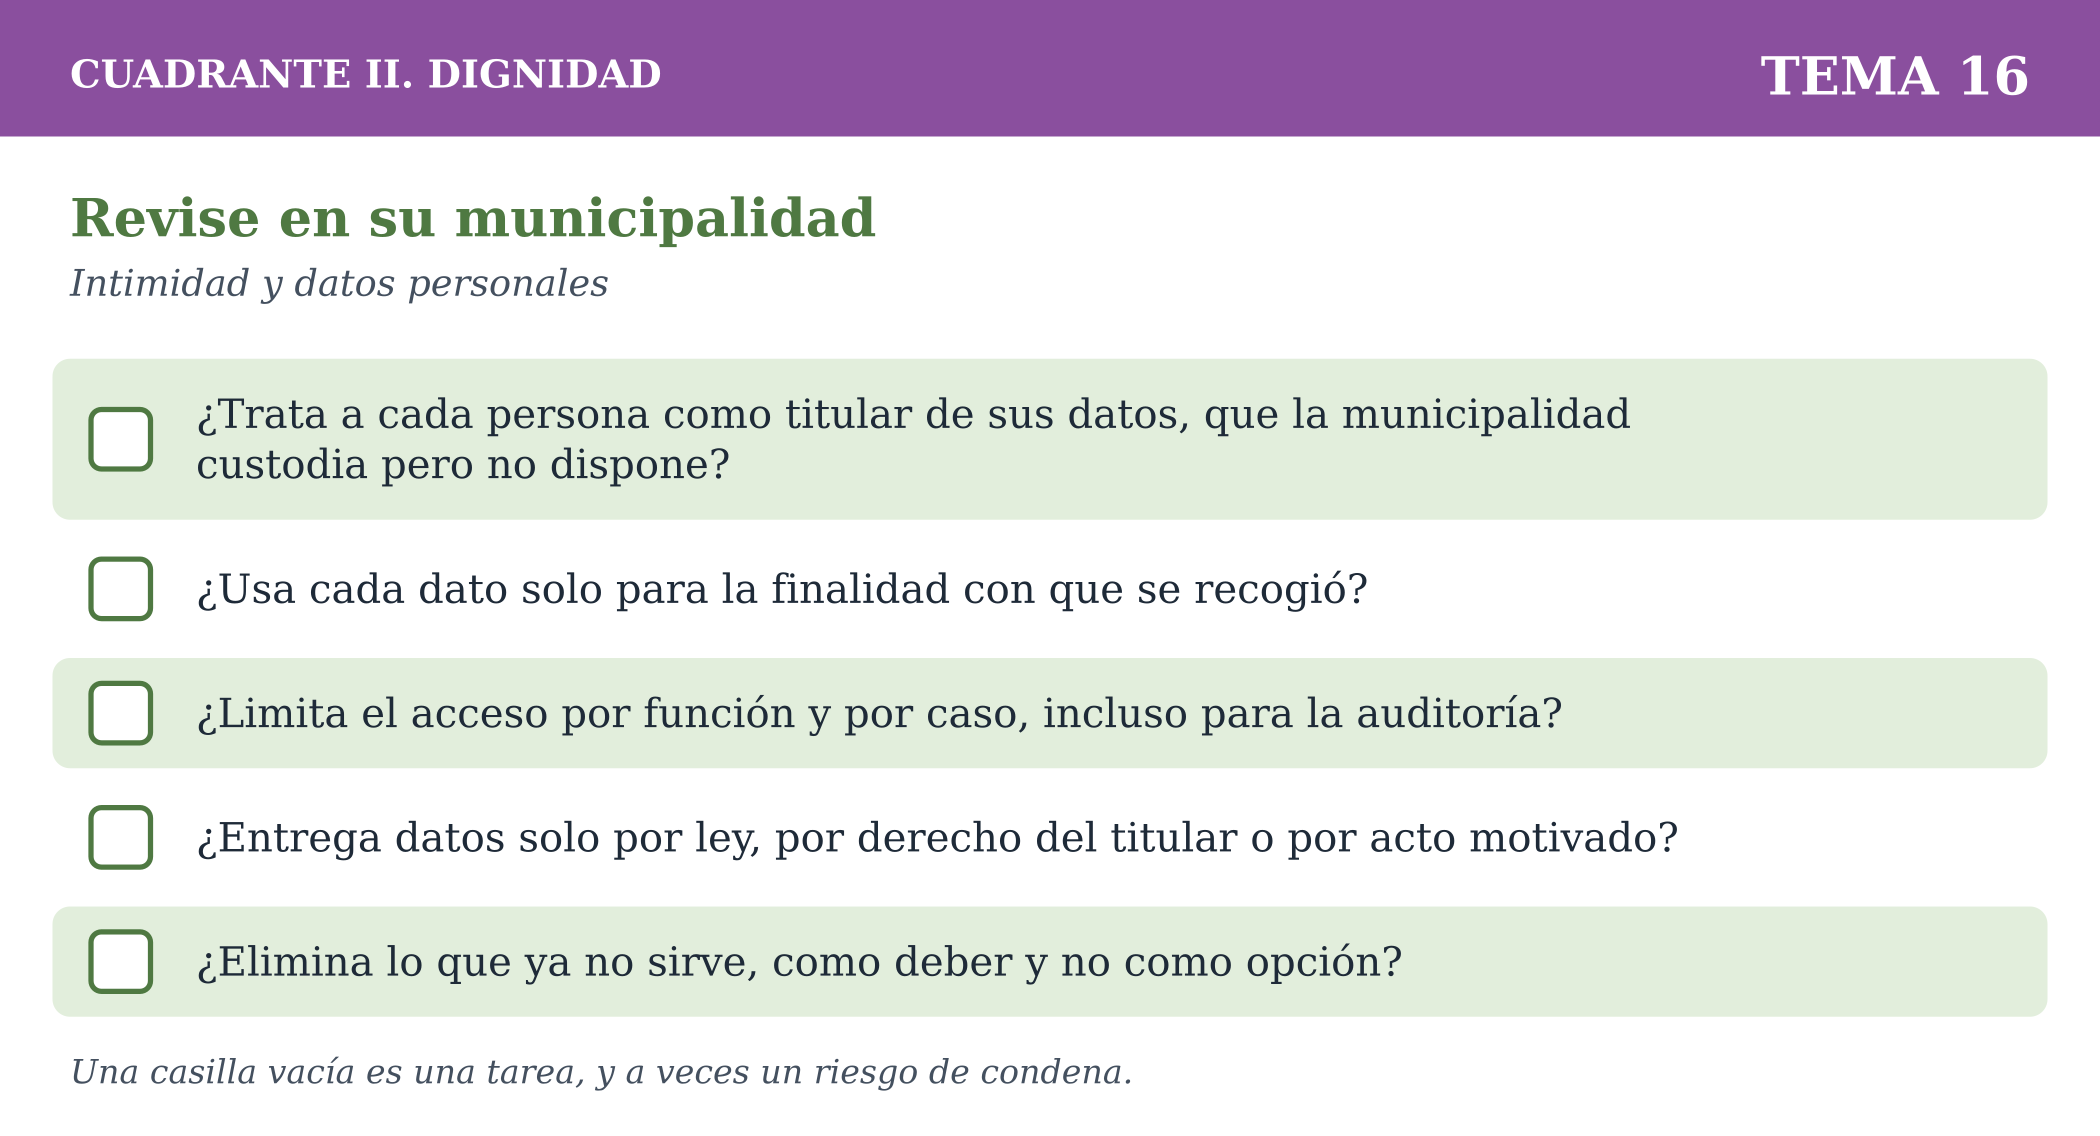 CUADRANTE II. DIGNIDAD
TEMA 16
Revise en su municipalidad
Intimidad y datos personales
¿Trata a cada persona como titular de sus datos, que la municipalidad
custodia pero no dispone?
¿Usa cada dato solo para la finalidad con que se recogió?
¿Limita el acceso por función y por caso, incluso para la auditoría?
¿Entrega datos solo por ley, por derecho del titular o por acto motivado?
¿Elimina lo que ya no sirve, como deber y no como opción?
Una casilla vacía es una tarea, y a veces un riesgo de condena.